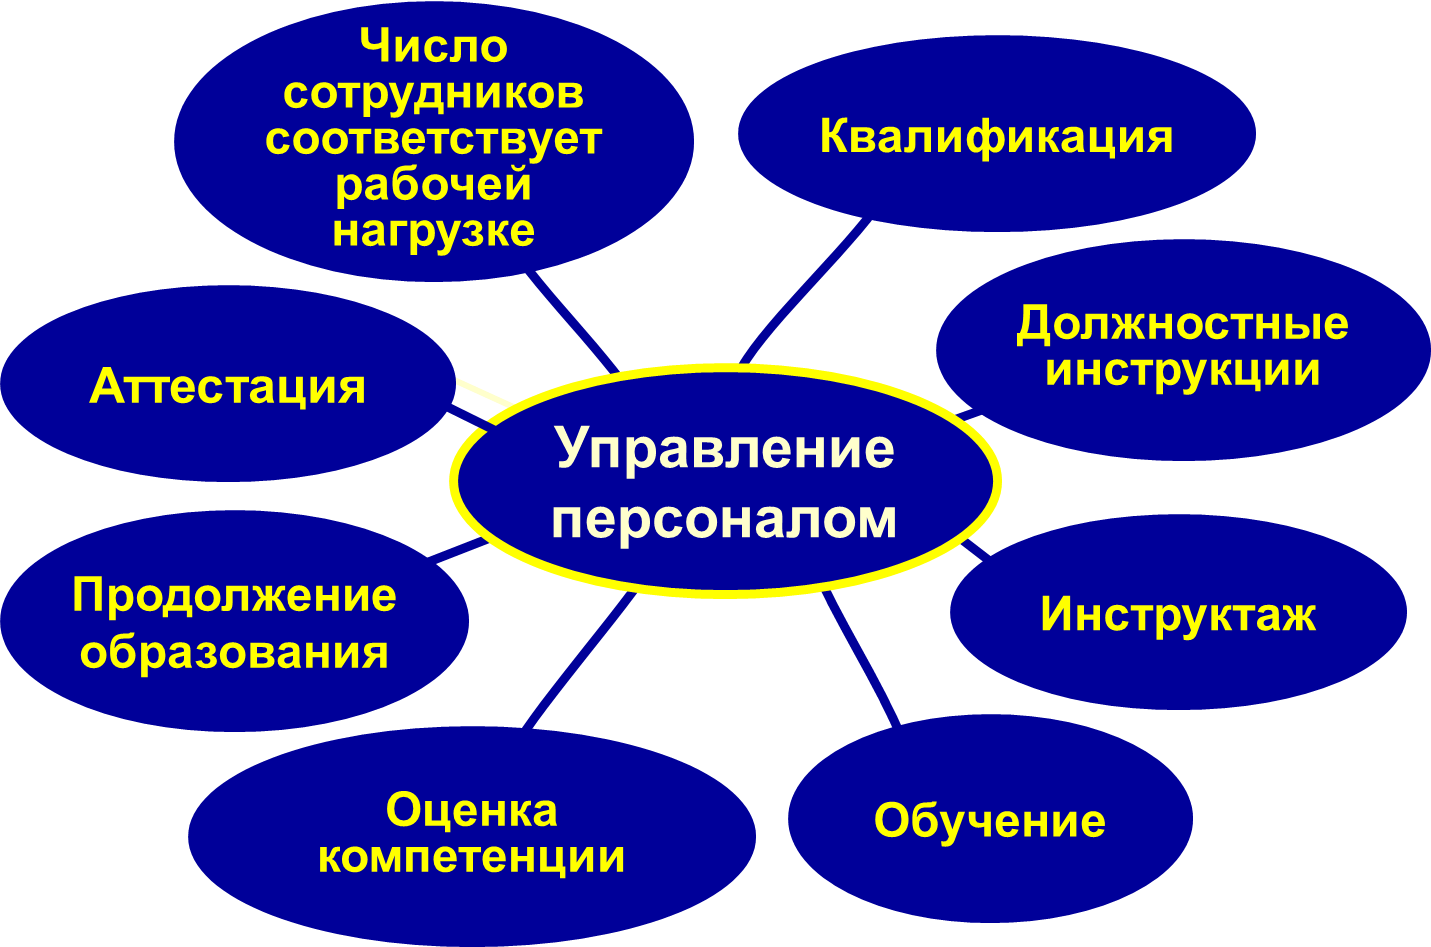 Число
сотрудников
соответствует
рабочей
нагрузке
Квалификация
Должностные
инструкции
Аттестация
Управление
персоналом
Продолжение
образования
Инструктаж
Оценка
компетенции
Обучение